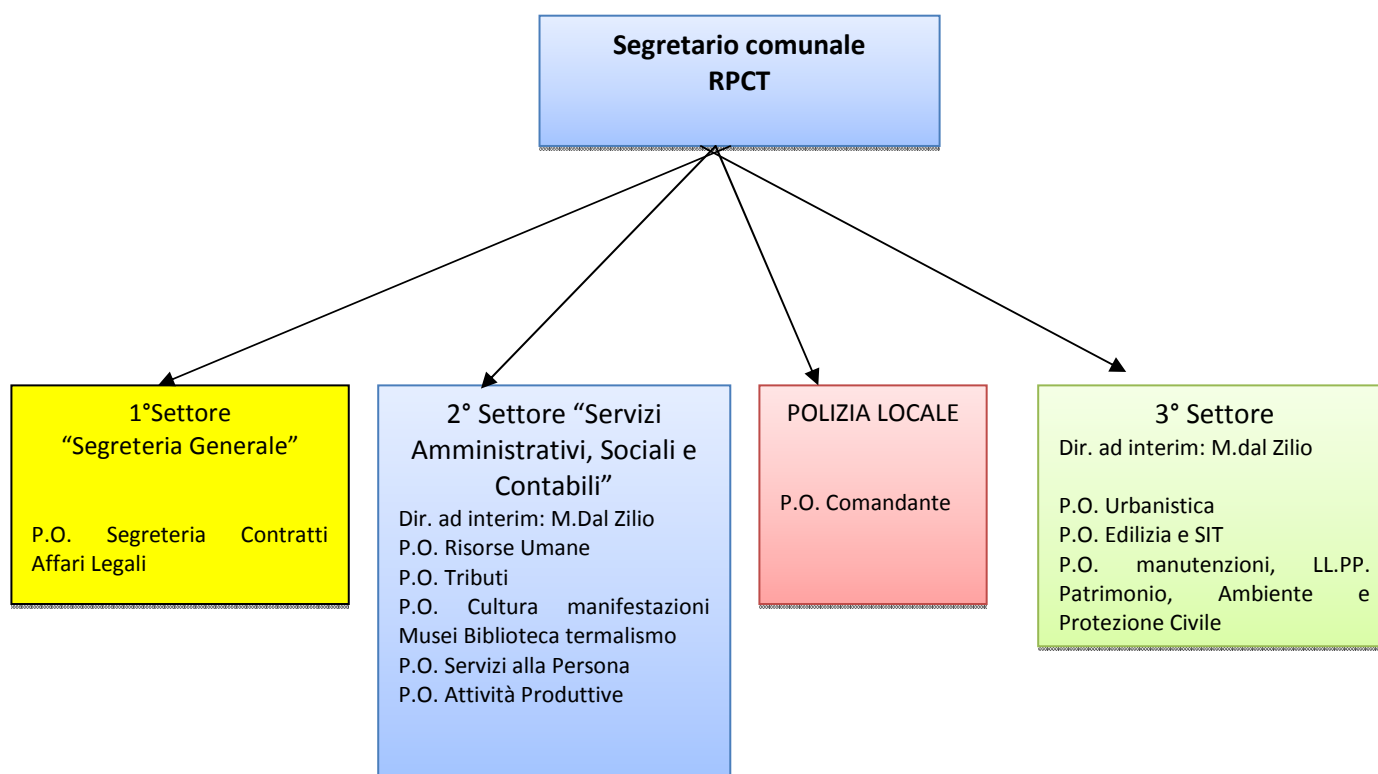 Segretario comunale
RPCT
1°Settore
“Segreteria Generale”
P.O. Segreteria Contratti
Affari Legali
2° Settore “Servizi
Amministrativi, Sociali e
Contabili”
Dir. ad interim: M.Dal Zilio
P.O. Risorse Umane
P.O. Tributi
P.O. Cultura manifestazioni
Musei Biblioteca termalismo
P.O. Servizi alla Persona
P.O. Attività Produttive
POLIZIA LOCALE
P.O. Comandante
3° Settore
Dir. ad interim: M.dal Zilio
P.O. Urbanistica
P.O. Edilizia e SIT
P.O. manutenzioni, LL.PP.
Patrimonio, Ambiente e
Protezione Civile